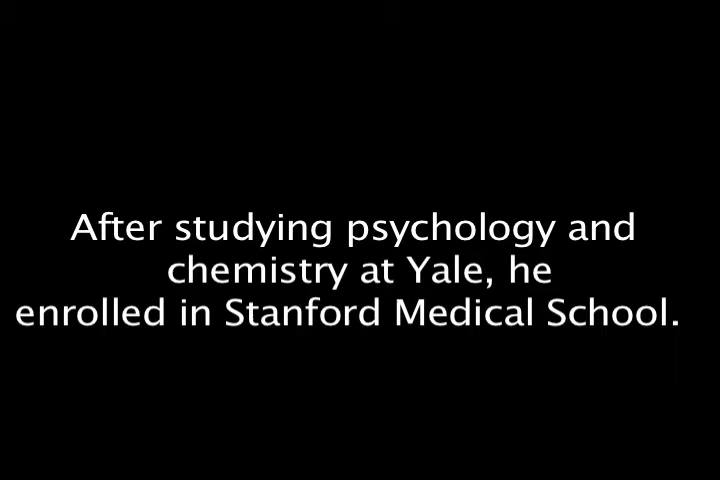 After studying psychology and
chemistry at Yale, he
enrolled in Stanford Medical School.